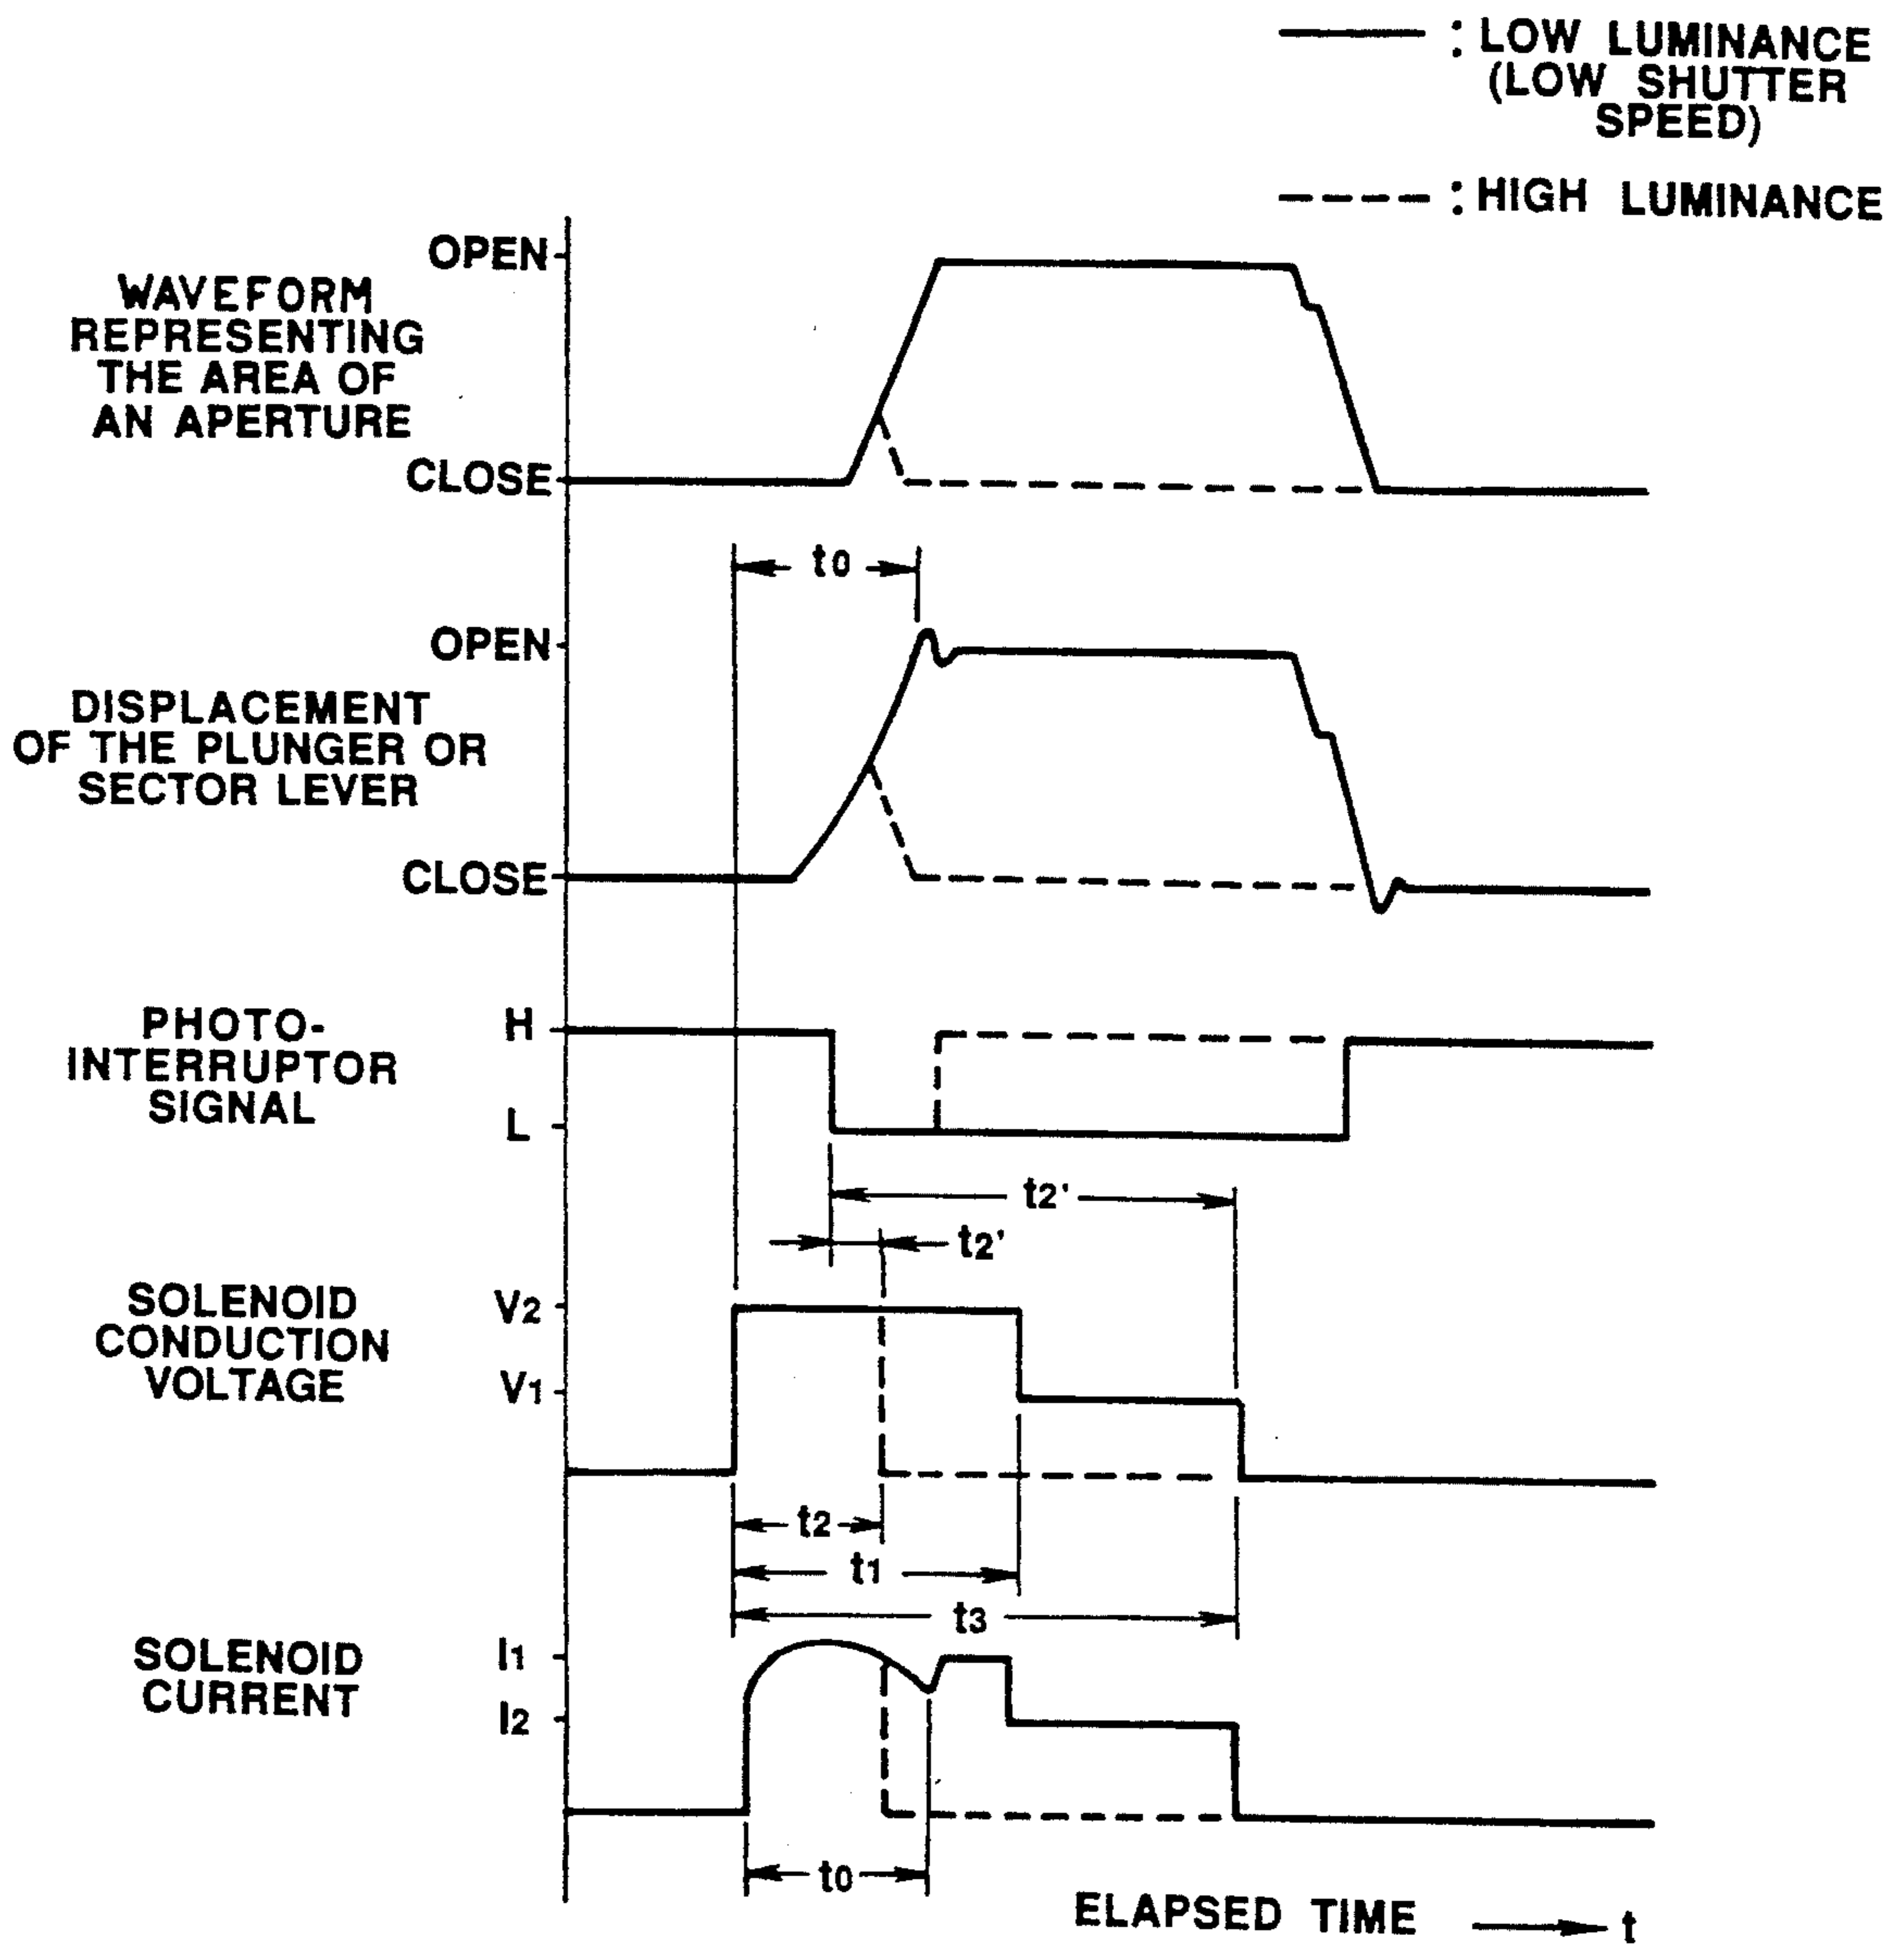 : LOW LUMINANCE
(LOW SHUTTER
SPEED)
: HIGH LUMINANCE
OPEN
WAVEFORM
REPRESENTING
THE AREA OF
AN APERTURE
CLOSE
t0
OPEN
DISPLACEMENT
OF THE PLUNGER OR
SECTOR LEVER
CLOSE
PHOTO-
INTERRUPTOR
SIGNAL
H
L
t2'
t2'
SOLENOID
CONDUCTION
VOLTAGE
V2
V1
t2
t1
t3
SOLENOID
CURRENT
I1
I2
t0
ELAPSED TIME
t